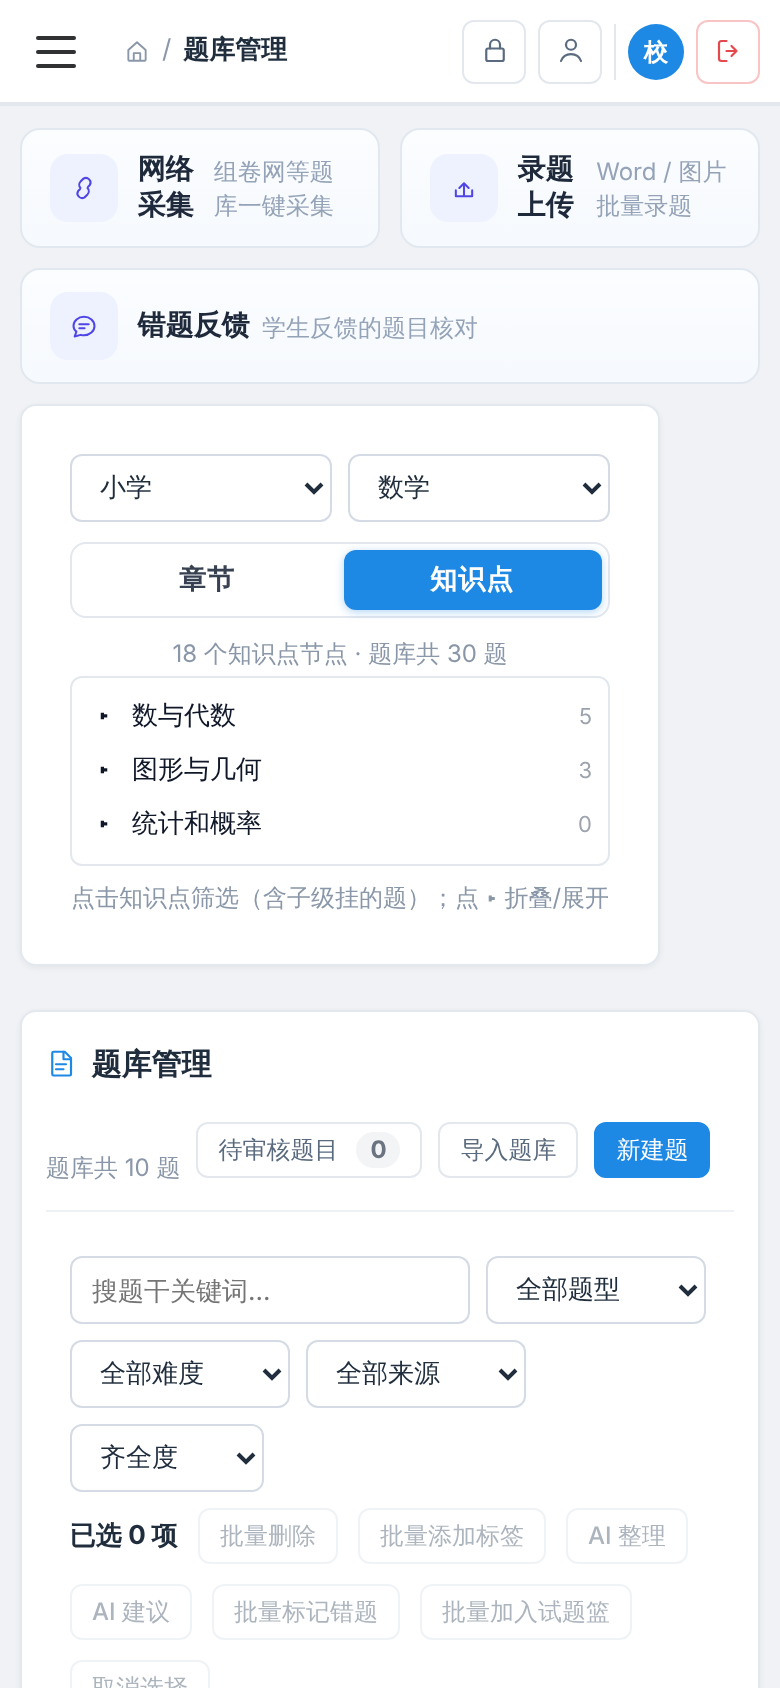 / 题库管理
校
网络采集 组卷网等题库一键采集
录题上传 Word / 图片批量录题
错题反馈 学生反馈的题目核对
小学 数学
章节 知识点
18 个知识点节点 · 题库共 30 题
数与代数 5
图形与几何 3
统计和概率 0
点击知识点筛选（含子级挂的题）；点 ▸ 折叠/展开
题库管理
题库共 10 题 待审核题目 0 导入题库 新建题
搜题干关键词... 全部题型
全部难度 全部来源
齐全度
已选 0 项 批量删除 批量添加标签 AI 整理
AI 建议 批量标记错题 批量加入试题篮
取消选择